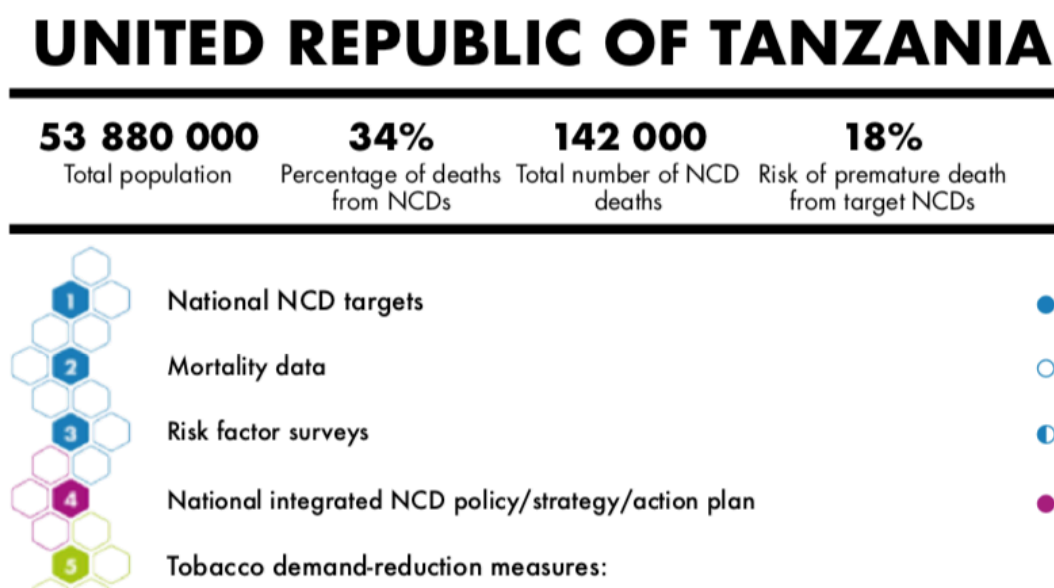 UNITED REPUBLIC OF TANZANIA
53 880 000 34% 142 000 18%
Total population Percentage of deaths Total number of NCD Risk of premature death
from NCDs deaths from target NCDs
1 National NCD targets
2 Mortality data
3 Risk factor surveys
4 National integrated NCD policy/strategy/action plan
5 Tobacco demand-reduction measures: